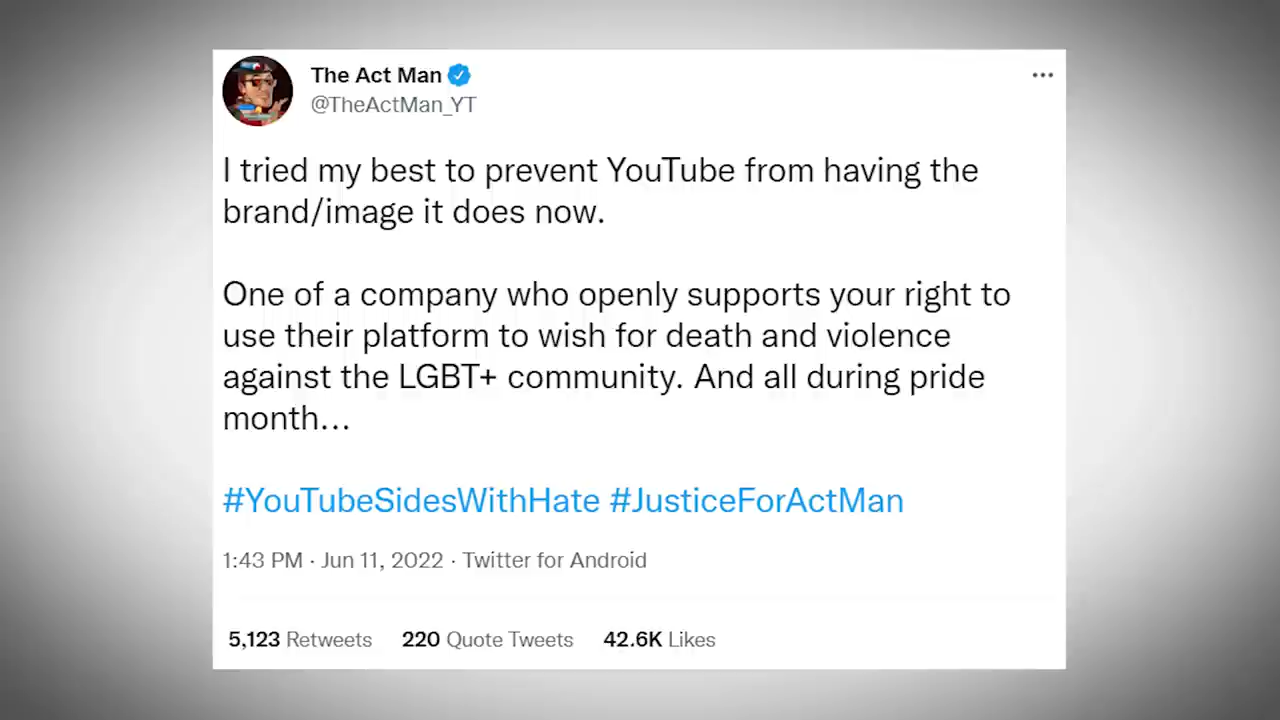 The Act Man
@TheActMan_YT
I tried my best to prevent YouTube from having the
brand/image it does now.
One of a company who openly supports your right to
use their platform to wish for death and violence
against the LGBT+ community. And all during pride
month...
#YouTubeSidesWithHate #JusticeForActMan
1:43 PM · Jun 11, 2022 · Twitter for Android
5,123 Retweets 220 Quote Tweets 42.6K Likes